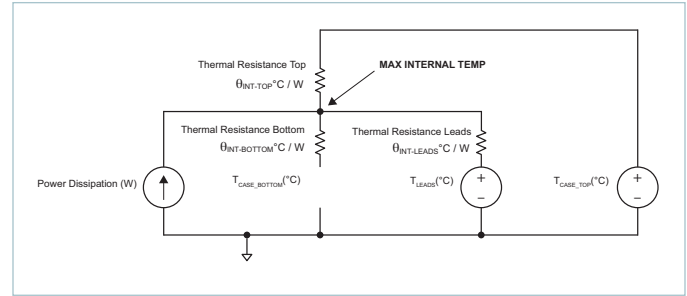 Thermal Resistance Top
θINT-TOP°C / W
MAX INTERNAL TEMP
Thermal Resistance Bottom
θINT-BOTTOM°C / W
Thermal Resistance Leads
θINT-LEADS°C / W
Power Dissipation (W)
TCASE_BOTTOM(°C)
TLEADS(°C)
TCASE_TOP(°C)
+
–
+
–